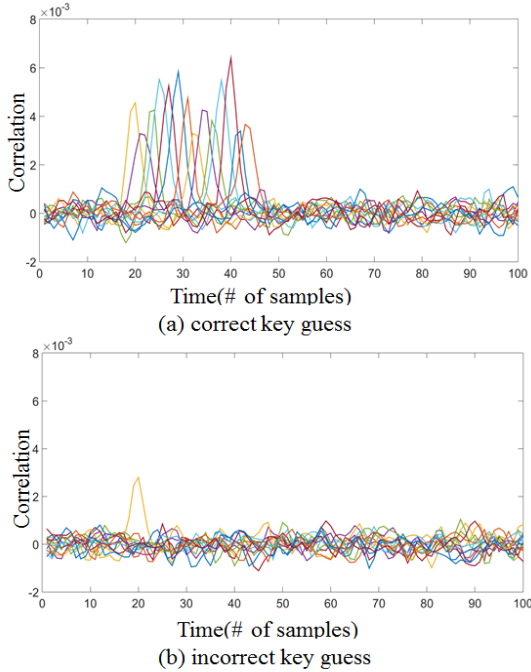 8 ×10⁻³
6
4
2
0
-2
Correlation
0 10 20 30 40 50 60 70 80 90 100
Time(# of samples)
(a) correct key guess
8 ×10⁻³
6
4
2
0
-2
Correlation
0 10 20 30 40 50 60 70 80 90 100
Time(# of samples)
(b) incorrect key guess